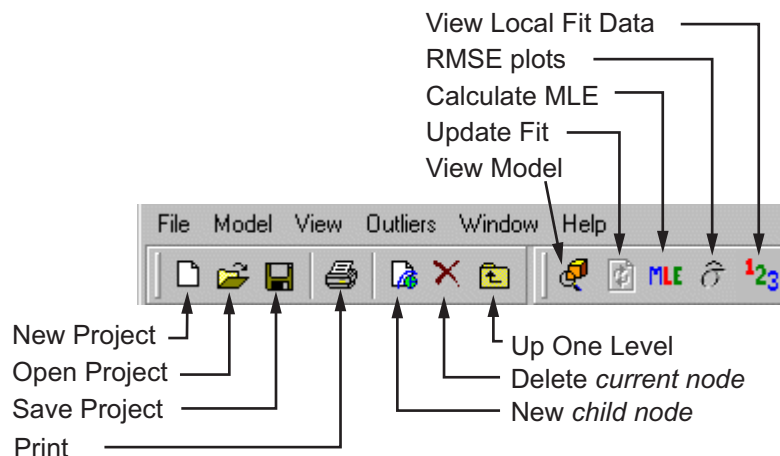 View Local Fit Data
RMSE plots
Calculate MLE
Update Fit
View Model
File Model View Outliers Window Help
MLE σ̂ 123
New Project
Open Project
Save Project
Print
Up One Level
Delete current node
New child node